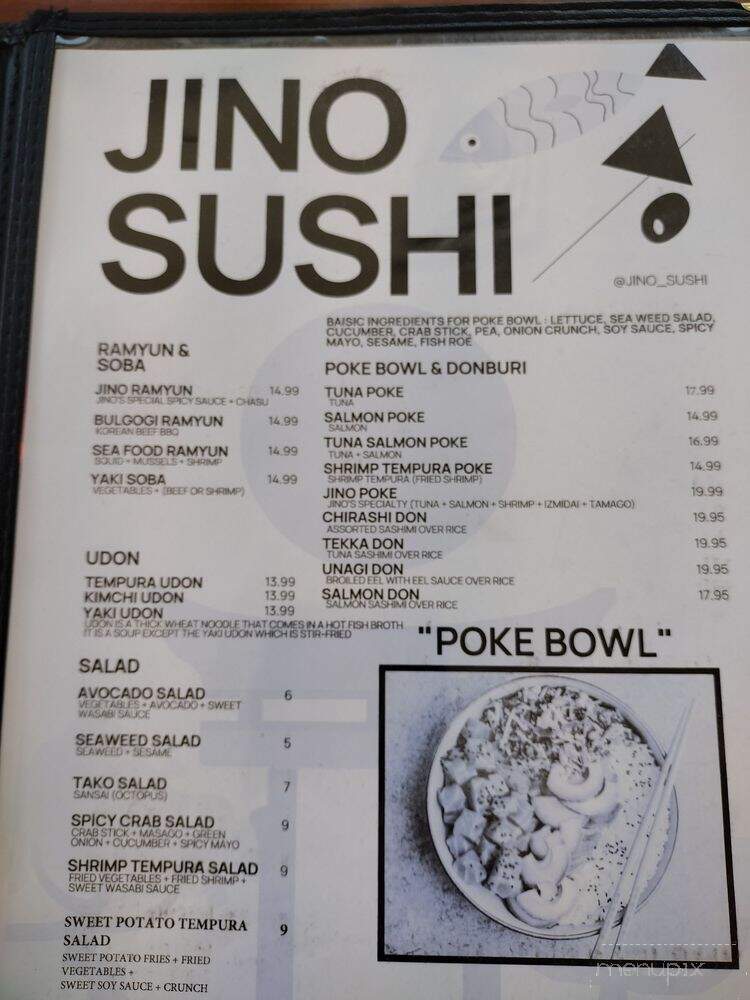 JINO
SUSHI
@JINO_SUSHI
BAISIC INGREDIENTS FOR POKE BOWL : LETTUCE, SEA WEED SALAD,
CUCUMBER, CRAB STICK, PEA, ONION CRUNCH, SOY SAUCE, SPICY
MAYO, SESAME, FISH ROE
RAMYUN &
SOBA
JINO RAMYUN 14.99
JINO'S SPECIAL SPICY SAUCE + CHASU
BULGOGI RAMYUN 14.99
KOREAN BEEF BBQ
SEA FOOD RAMYUN 14.99
SQUID + MUSSELS + SHRIMP
YAKI SOBA 14.99
VEGETABLES + (BEEF OR SHRIMP)
UDON
TEMPURA UDON 13.99
KIMCHI UDON 13.99
YAKI UDON 13.99
UDON IS A THICK WHEAT NOODLE THAT COMES IN A HOT FISH BROTH
IT IS A SOUP EXCEPT THE YAKI UDON WHICH IS STIR-FRIED
SALAD
AVOCADO SALAD 6
VEGETABLES + AVOCADO + SWEET
WASABI SAUCE
SEAWEED SALAD 5
SEAWEED + SESAME
TAKO SALAD 7
SANSAI (OCTOPUS)
SPICY CRAB SALAD 9
CRAB STICK + MASAGO + GREEN
ONION + CUCUMBER + SPICY MAYO
SHRIMP TEMPURA SALAD 9
FRIED VEGETABLES + FRIED SHRIMP +
SWEET WASABI SAUCE
SWEET POTATO TEMPURA 9
SALAD
SWEET POTATO FRIES + FRIED
VEGETABLES +
SWEET SOY SAUCE + CRUNCH
POKE BOWL & DONBURI
TUNA POKE 17.99
TUNA
SALMON POKE 14.99
SALMON
TUNA SALMON POKE 16.99
TUNA + SALMON
SHRIMP TEMPURA POKE 14.99
SHRIMP TEMPURA (FRIED SHRIMP)
JINO POKE 19.99
JINO'S SPECIALTY (TUNA + SALMON + SHRIMP + IZMIDAI + TAMAGO)
CHIRASHI DON 19.95
ASSORTED SASHIMI OVER RICE
TEKKA DON 19.95
TUNA SASHIMI OVER RICE
UNAGI DON 19.95
BROILED EEL WITH EEL SAUCE OVER RICE
SALMON DON 17.95
SALMON SASHIMI OVER RICE
"POKE BOWL"
menupix